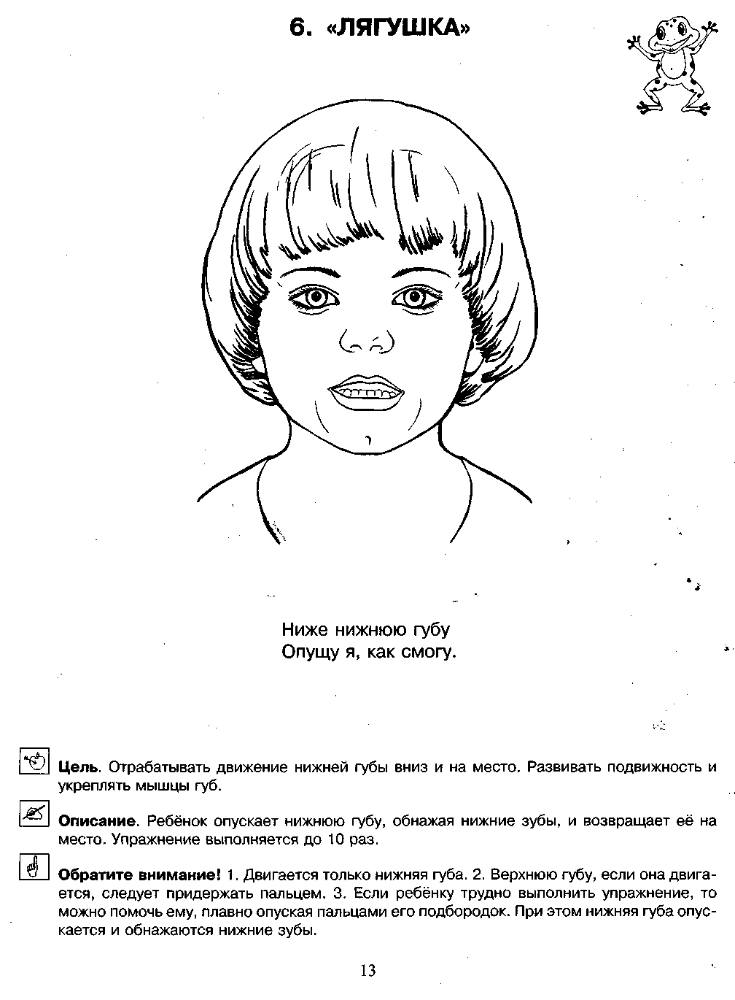 6. «ЛЯГУШКА»
Ниже нижнюю губу
Опущу я, как смогу.
Цель. Отрабатывать движение нижней губы вниз и на место. Развивать подвижность и
укреплять мышцы губ.
Описание. Ребёнок опускает нижнюю губу, обнажая нижние зубы, и возвращает её на
место. Упражнение выполняется до 10 раз.
Обратите внимание! 1. Двигается только нижняя губа. 2. Верхнюю губу, если она двига-
ется, следует придержать пальцем. 3. Если ребёнку трудно выполнить упражнение, то
можно помочь ему, плавно опуская пальцами его подбородок. При этом нижняя губа опус-
кается и обнажаются нижние зубы.
13